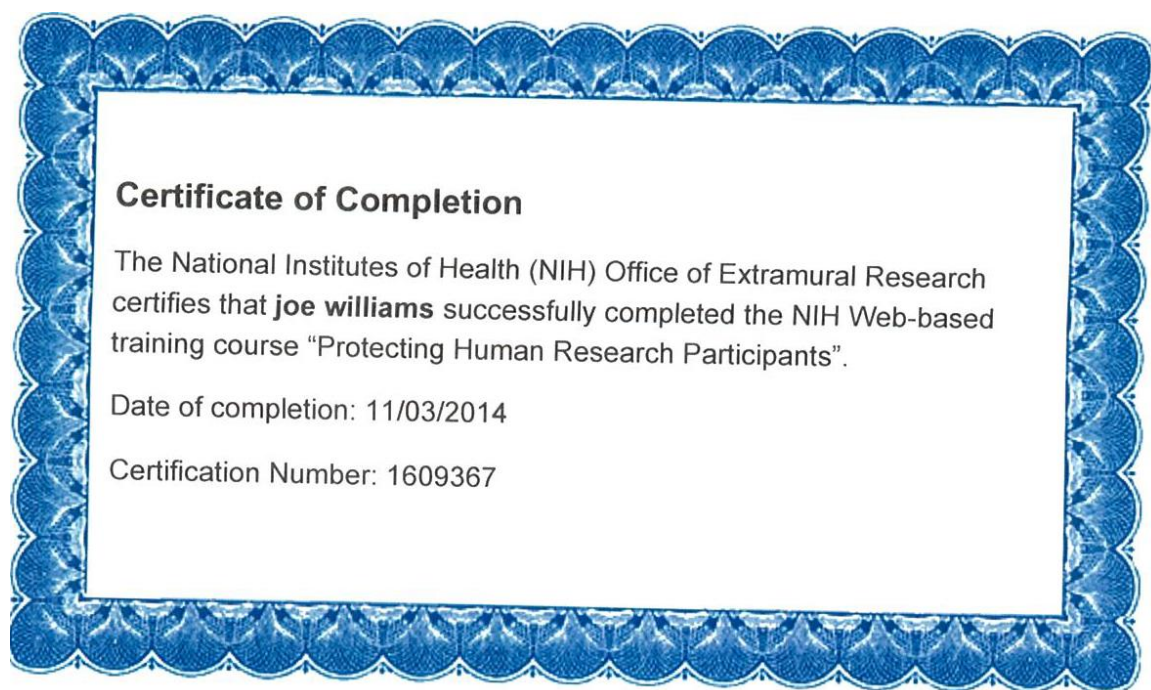 Certificate of Completion
The National Institutes of Health (NIH) Office of Extramural Research
certifies that joe williams successfully completed the NIH Web-based
training course “Protecting Human Research Participants”.
Date of completion: 11/03/2014
Certification Number: 1609367